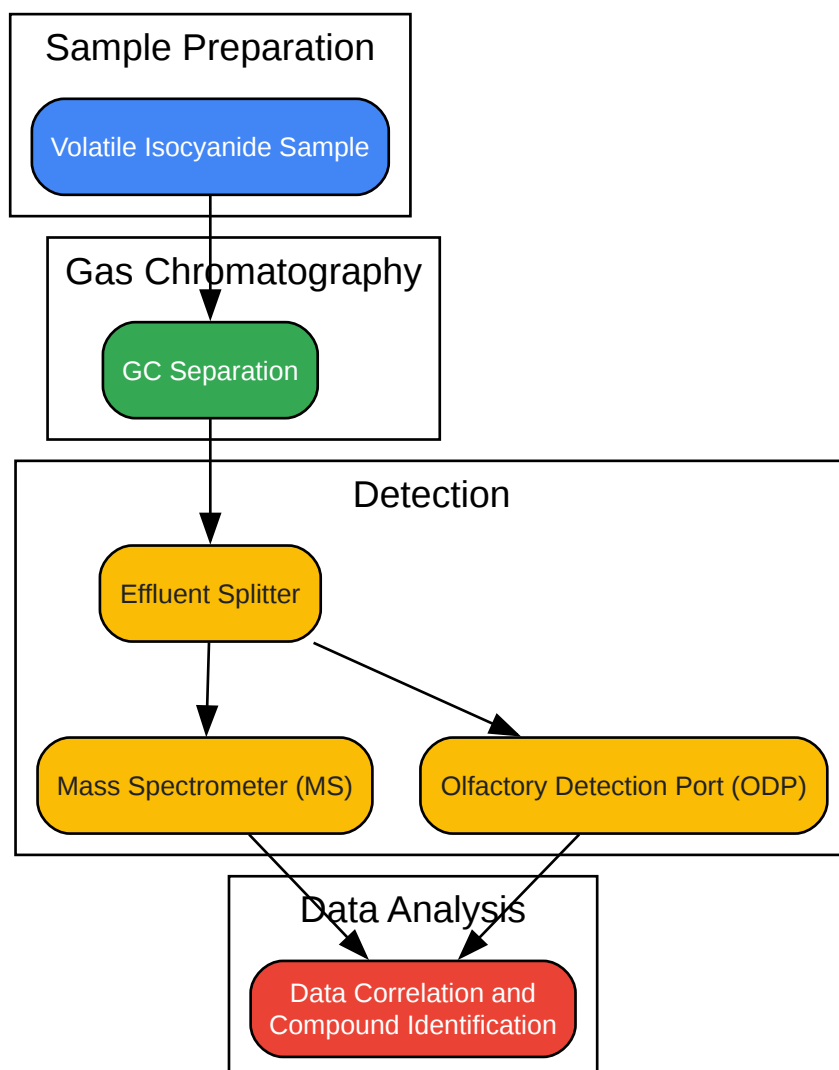 Sample Preparation
Volatile Isocyanide Sample
Gas Chromatography
GC Separation
Detection
Effluent Splitter
Mass Spectrometer (MS)
Olfactory Detection Port (ODP)
Data Analysis
Data Correlation and
Compound Identification